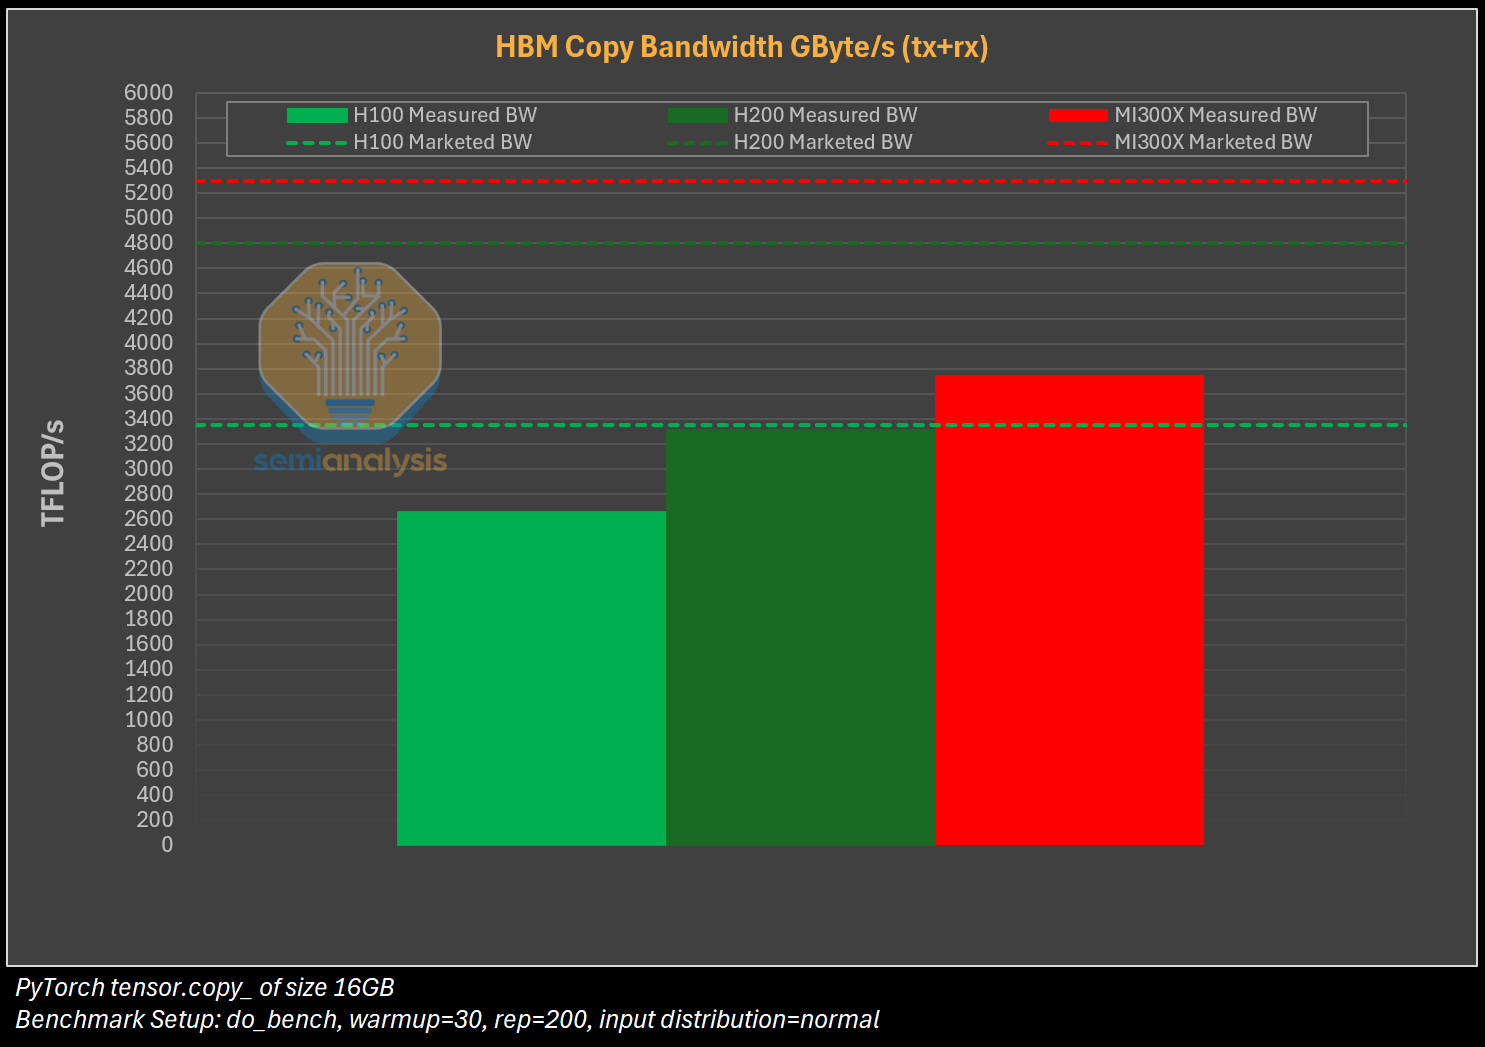 HBM Copy Bandwidth GByte/s (tx+rx)
H100 Measured BW
H200 Measured BW
MI300X Measured BW
H100 Marketed BW
H200 Marketed BW
MI300X Marketed BW
6000
5800
5600
5400
5200
5000
4800
4600
4400
4200
4000
3800
3600
3400
3200
3000
2800
2600
2400
2200
2000
1800
1600
1400
1200
1000
800
600
400
200
0
TFLOP/s
semianalysis
PyTorch tensor.copy_ of size 16GB
Benchmark Setup: do_bench, warmup=30, rep=200, input distribution=normal